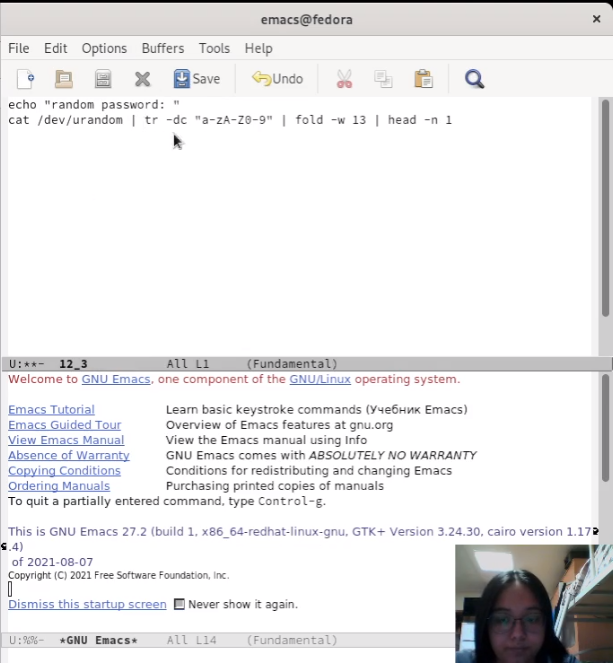 emacs@fedora ×
File Edit Options Buffers Tools Help
Save Undo
echo "random password: "
cat /dev/urandom | tr -dc "a-zA-Z0-9" | fold -w 13 | head -n 1
U:**- 12_3 All L1 (Fundamental)
Welcome to GNU Emacs, one component of the GNU/Linux operating system.
Emacs Tutorial Learn basic keystroke commands (Учебник Emacs)
Emacs Guided Tour Overview of Emacs features at gnu.org
View Emacs Manual View the Emacs manual using Info
Absence of Warranty GNU Emacs comes with ABSOLUTELY NO WARRANTY
Copying Conditions Conditions for redistributing and changing Emacs
Ordering Manuals Purchasing printed copies of manuals
To quit a partially entered command, type Control-g.
This is GNU Emacs 27.2 (build 1, x86_64-redhat-linux-gnu, GTK+ Version 3.24.30, cairo version 1.17
.4)
of 2021-08-07
Copyright (C) 2021 Free Software Foundation, Inc.
Dismiss this startup screen Never show it again.
U:%%- *GNU Emacs* All L14 (Fundamental)